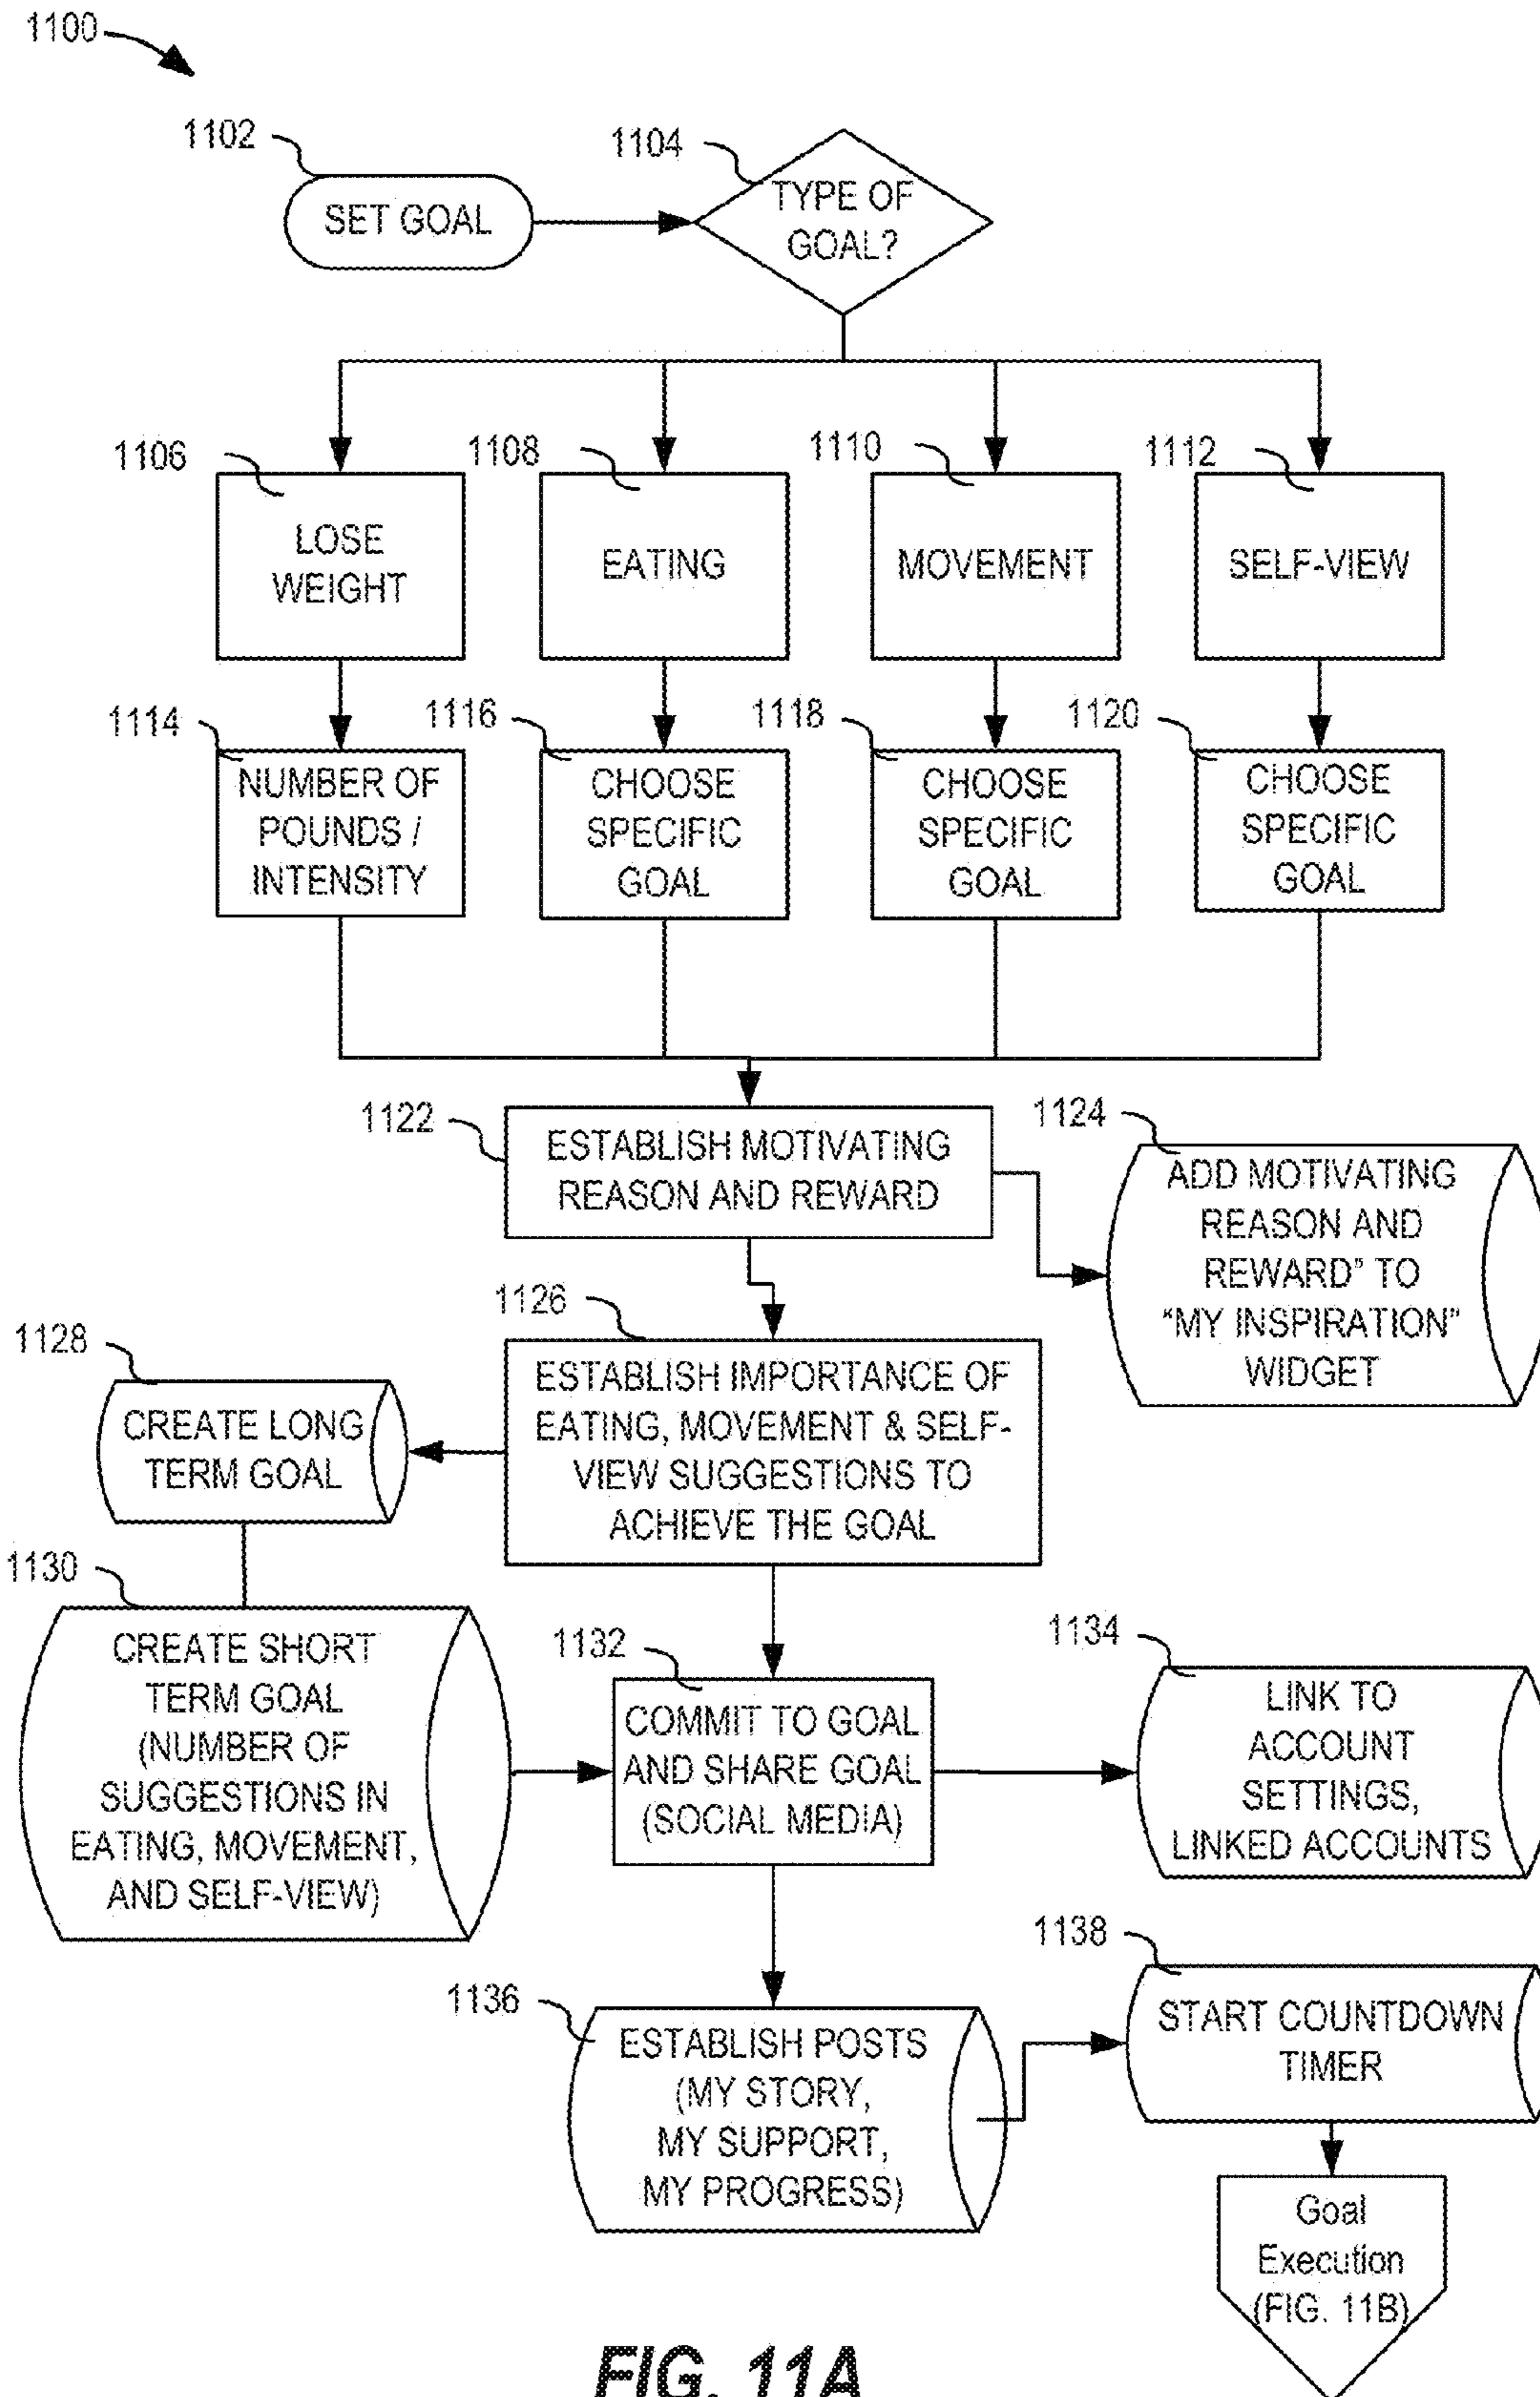 1100
1102
1104
SET GOAL
TYPE OF
GOAL?
1106
1108
1110
1112
LOSE
WEIGHT
EATING
MOVEMENT
SELF-VIEW
1114
1116
1118
1120
NUMBER OF
POUNDS /
INTENSITY
CHOOSE
SPECIFIC
GOAL
CHOOSE
SPECIFIC
GOAL
CHOOSE
SPECIFIC
GOAL
1122
ESTABLISH MOTIVATING
REASON AND REWARD
1124
ADD MOTIVATING
REASON AND
REWARD” TO
“MY INSPIRATION”
WIDGET
1126
ESTABLISH IMPORTANCE OF
EATING, MOVEMENT & SELF-
VIEW SUGGESTIONS TO
ACHIEVE THE GOAL
1128
CREATE LONG
TERM GOAL
1130
CREATE SHORT
TERM GOAL
(NUMBER OF
SUGGESTIONS IN
EATING, MOVEMENT,
AND SELF-VIEW)
1132
COMMIT TO GOAL
AND SHARE GOAL
(SOCIAL MEDIA)
1134
LINK TO
ACCOUNT
SETTINGS,
LINKED ACCOUNTS
1136
ESTABLISH POSTS
(MY STORY,
MY SUPPORT,
MY PROGRESS)
1138
START COUNTDOWN
TIMER
Goal
Execution
(FIG. 11B)
FIG. 11A